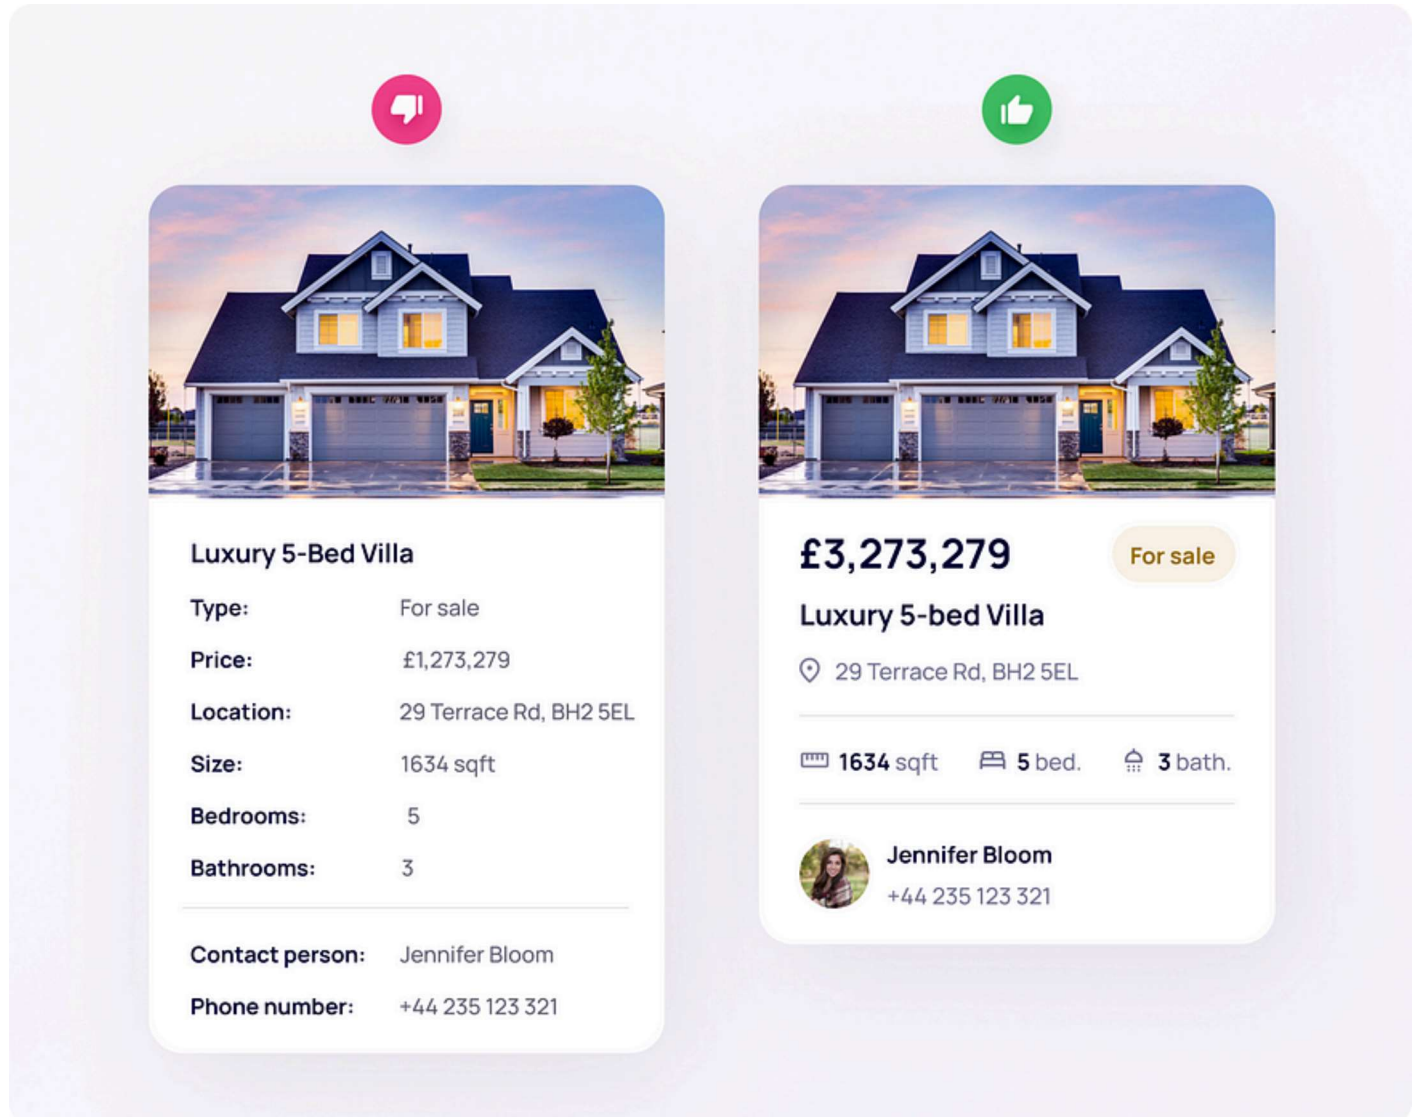 Luxury 5-Bed Villa
Type: For sale
Price: £1,273,279
Location: 29 Terrace Rd, BH2 5EL
Size: 1634 sqft
Bedrooms: 5
Bathrooms: 3
Contact person: Jennifer Bloom
Phone number: +44 235 123 321
£3,273,279 For sale
Luxury 5-bed Villa
29 Terrace Rd, BH2 5EL
1634 sqft 5 bed. 3 bath.
Jennifer Bloom
+44 235 123 321